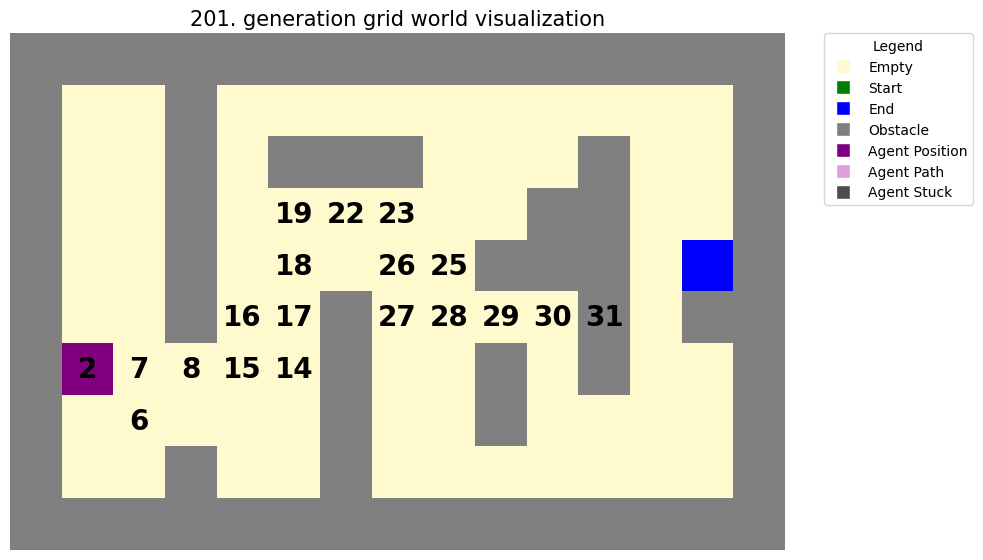 201. generation grid world visualization
Legend
Empty
Start
End
Obstacle
Agent Position
Agent Path
Agent Stuck
19 22 23
18 26 25
16 17 27 28 29 30 31
2 7 8 15 14
6